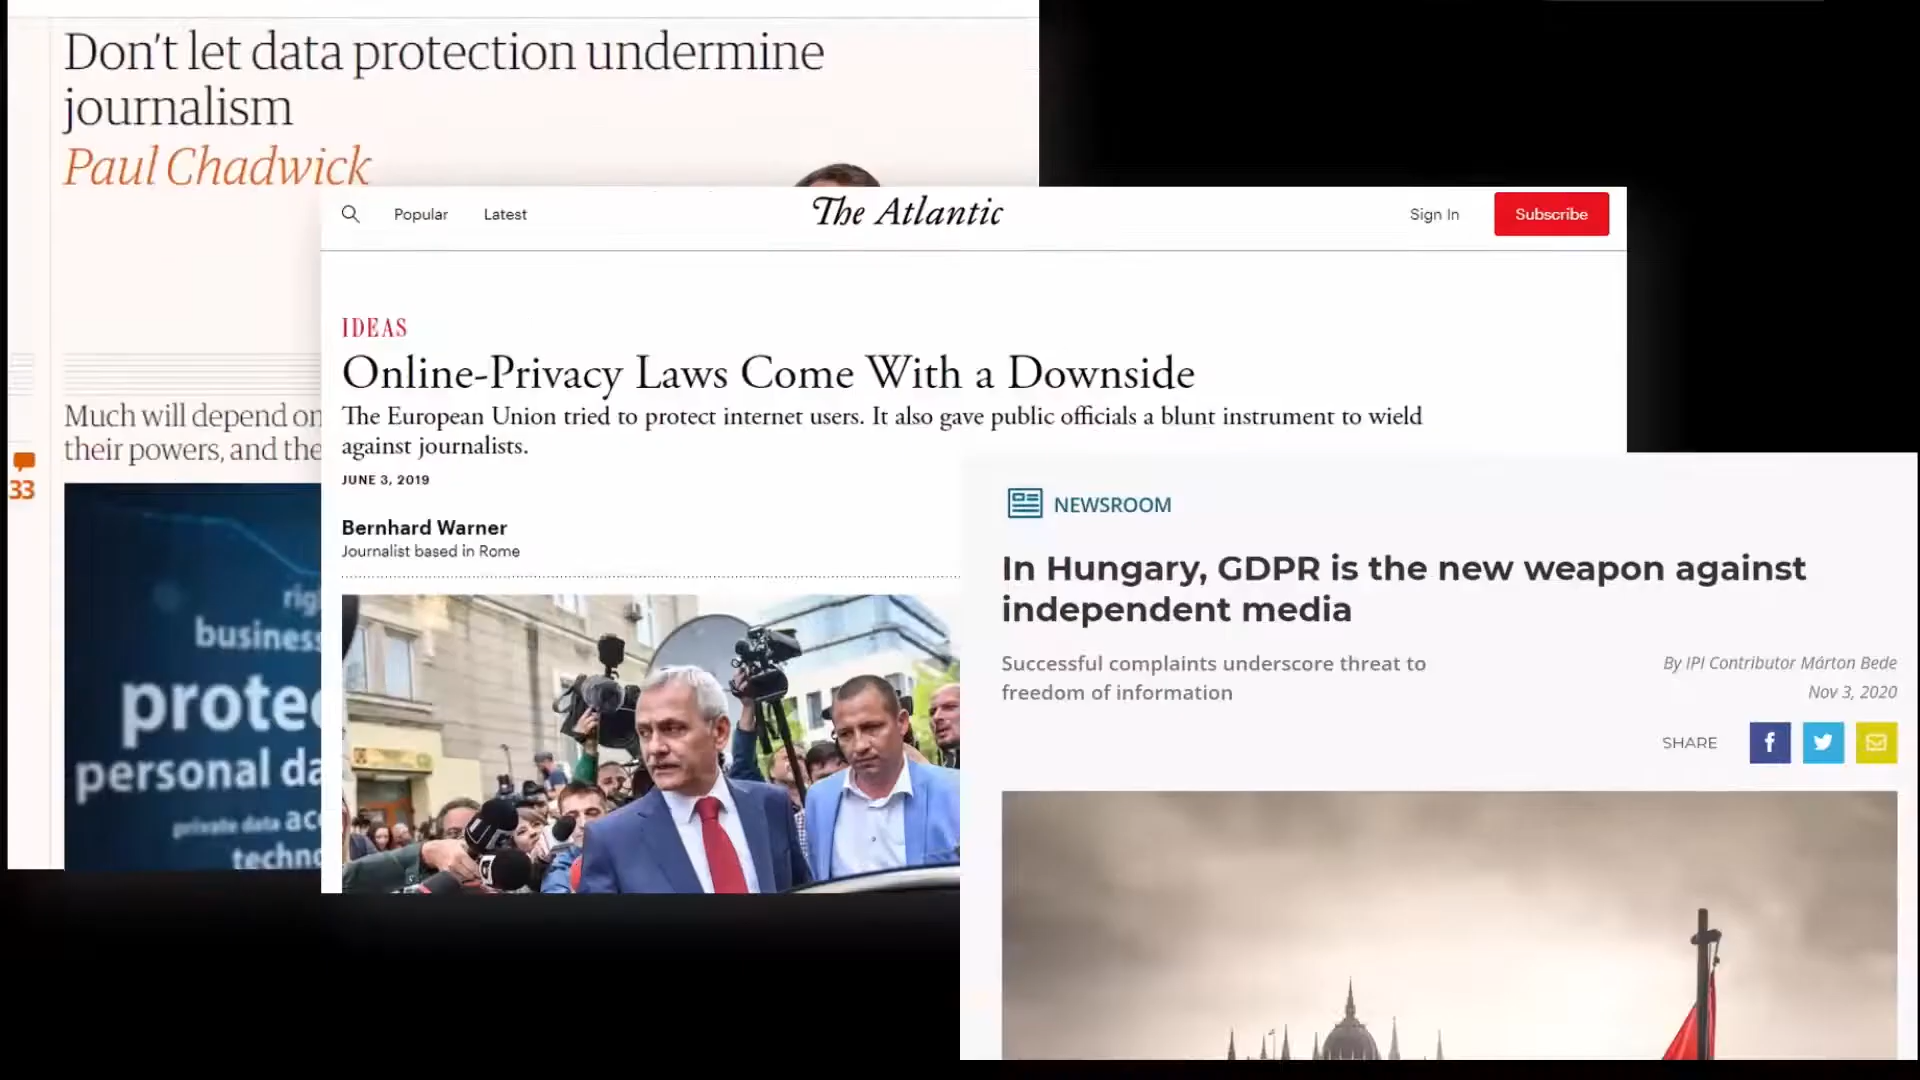 Don't let data protection undermine
journalism
Paul Chadwick
Much will depend on
their powers, and the
33
business
personal
private data
Popular
Latest
The Atlantic
Sign In
Subscribe
IDEAS
Online-Privacy Laws Come With a Downside
The European Union tried to protect internet users. It also gave public officials a blunt instrument to wield
against journalists.
JUNE 3, 2019
Bernhard Warner
Journalist based in Rome
NEWSROOM
In Hungary, GDPR is the new weapon against
independent media
Successful complaints underscore threat to
freedom of information
By IPI Contributor Márton Bede
Nov 3, 2020
SHARE